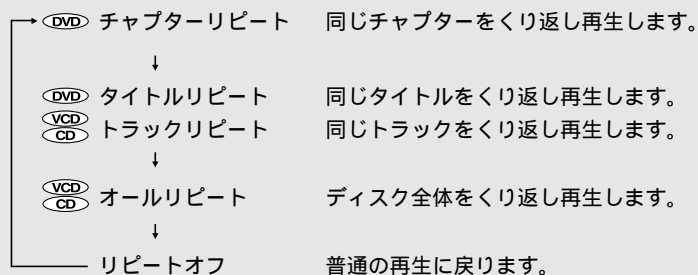 DVD チャプターリピート 同じチャプターをくり返し再生します。
DVD タイトルリピート 同じタイトルをくり返し再生します。
VCD CD トラックリピート 同じトラックをくり返し再生します。
VCD CD オールリピート ディスク全体をくり返し再生します。
リピートオフ 普通の再生に戻ります。